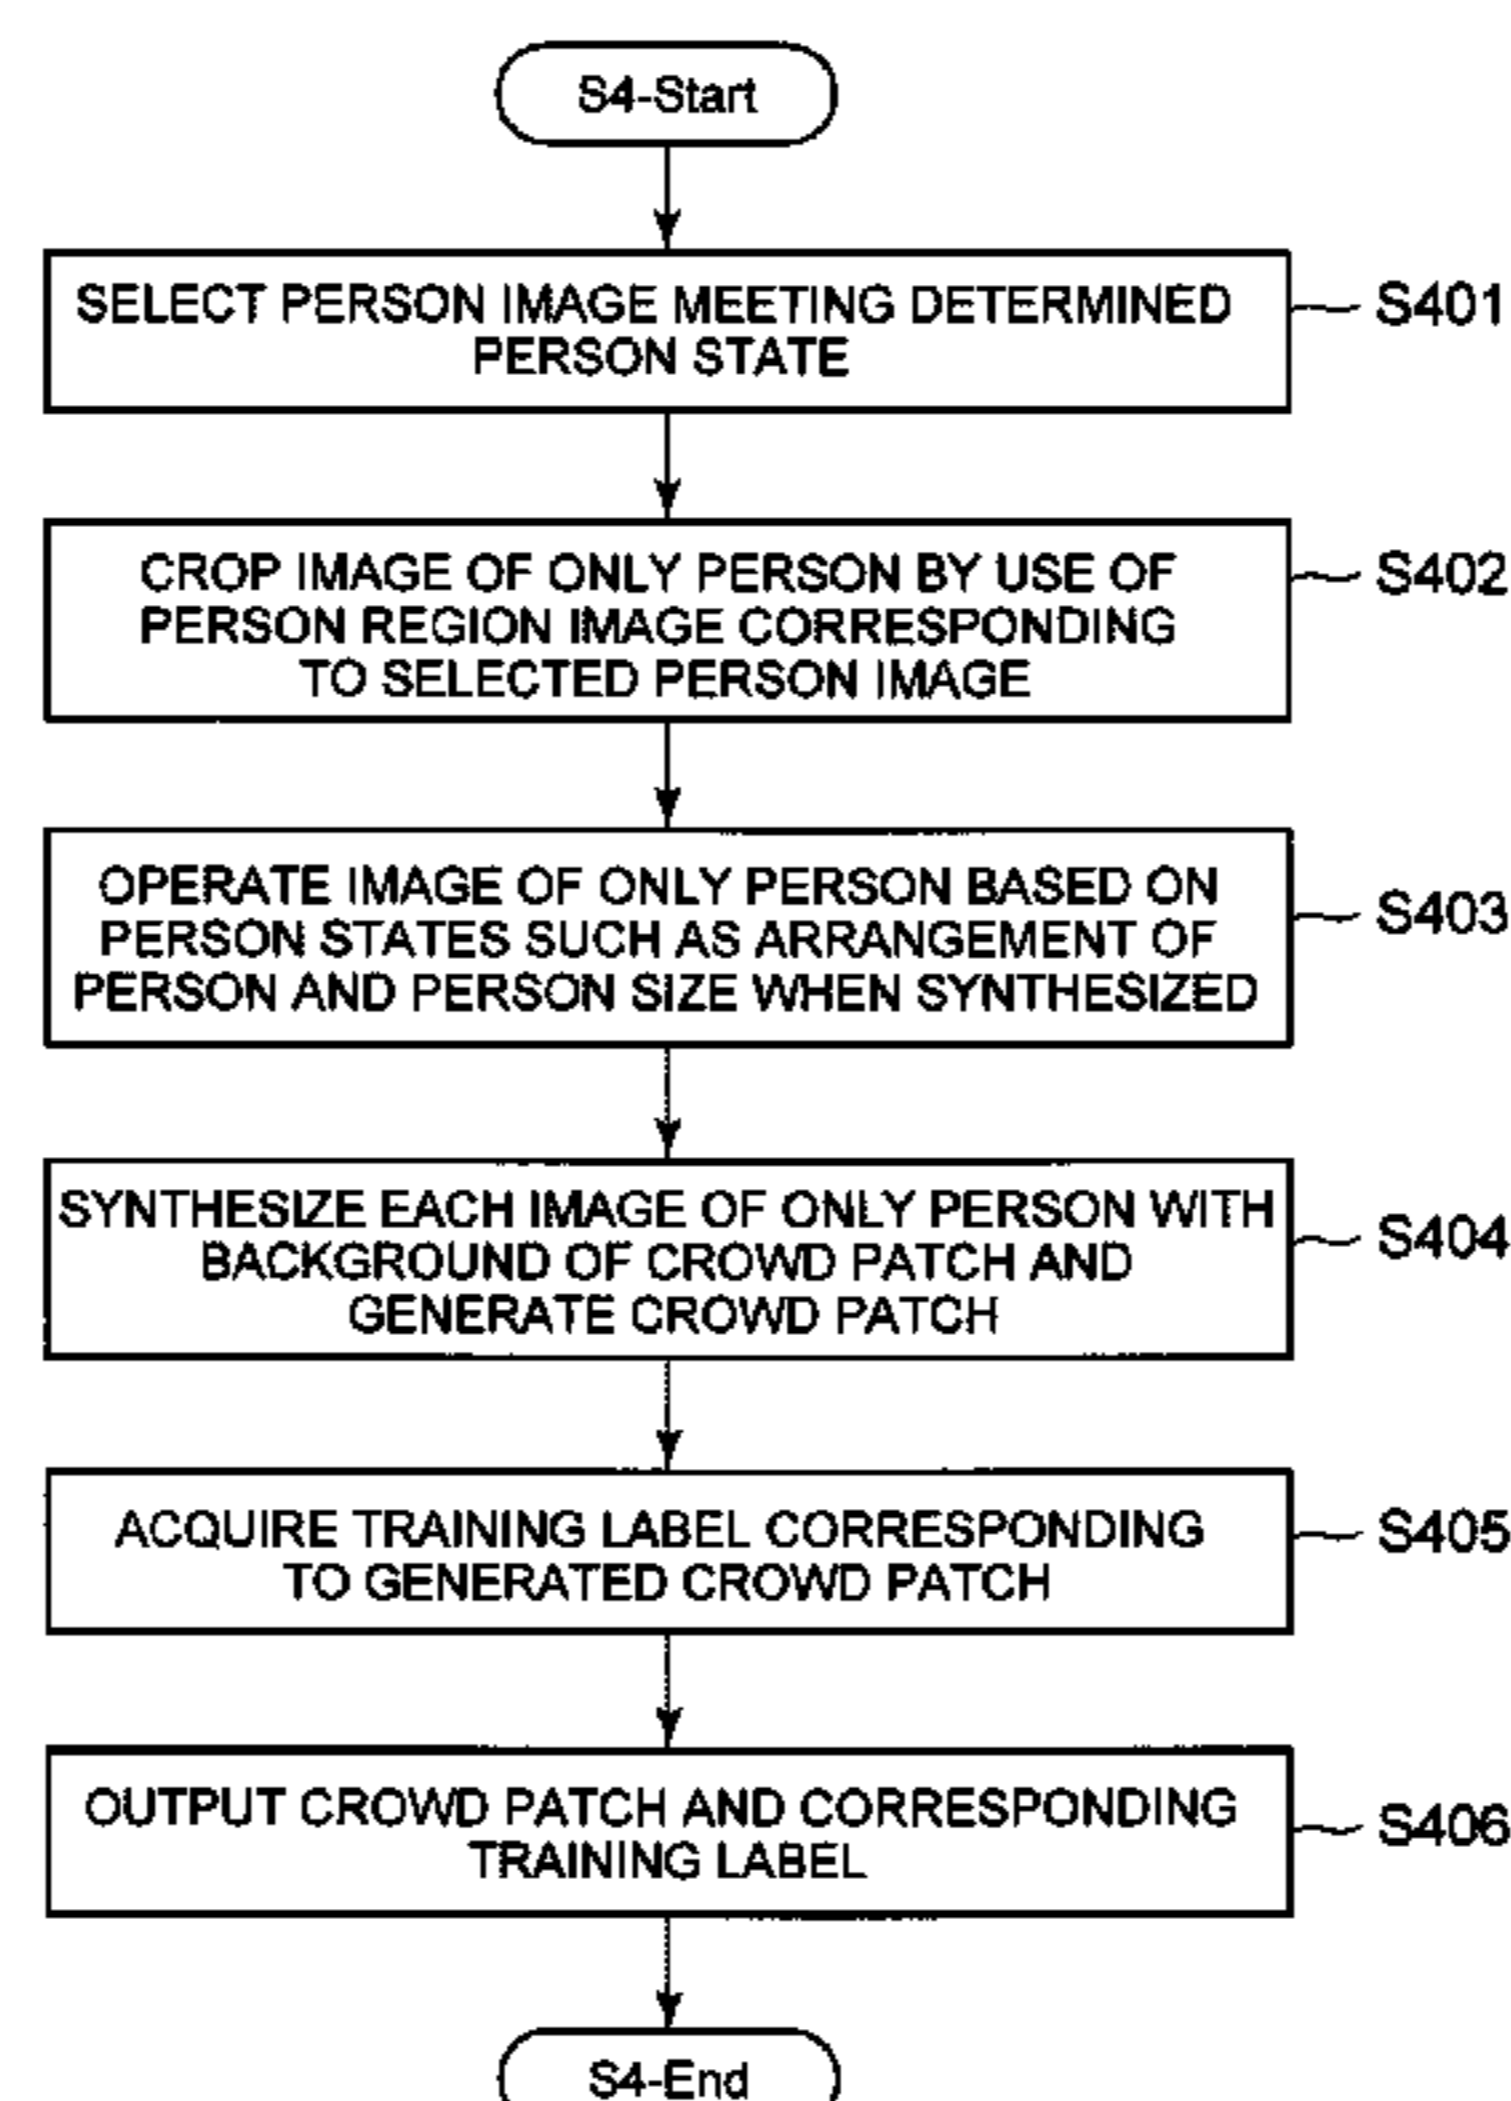 S4-Start
SELECT PERSON IMAGE MEETING DETERMINED
PERSON STATE
S401
CROP IMAGE OF ONLY PERSON BY USE OF
PERSON REGION IMAGE CORRESPONDING
TO SELECTED PERSON IMAGE
S402
OPERATE IMAGE OF ONLY PERSON BASED ON
PERSON STATES SUCH AS ARRANGEMENT OF
PERSON AND PERSON SIZE WHEN SYNTHESIZED
S403
SYNTHESIZE EACH IMAGE OF ONLY PERSON WITH
BACKGROUND OF CROWD PATCH AND
GENERATE CROWD PATCH
S404
ACQUIRE TRAINING LABEL CORRESPONDING
TO GENERATED CROWD PATCH
S405
OUTPUT CROWD PATCH AND CORRESPONDING
TRAINING LABEL
S406
S4-End